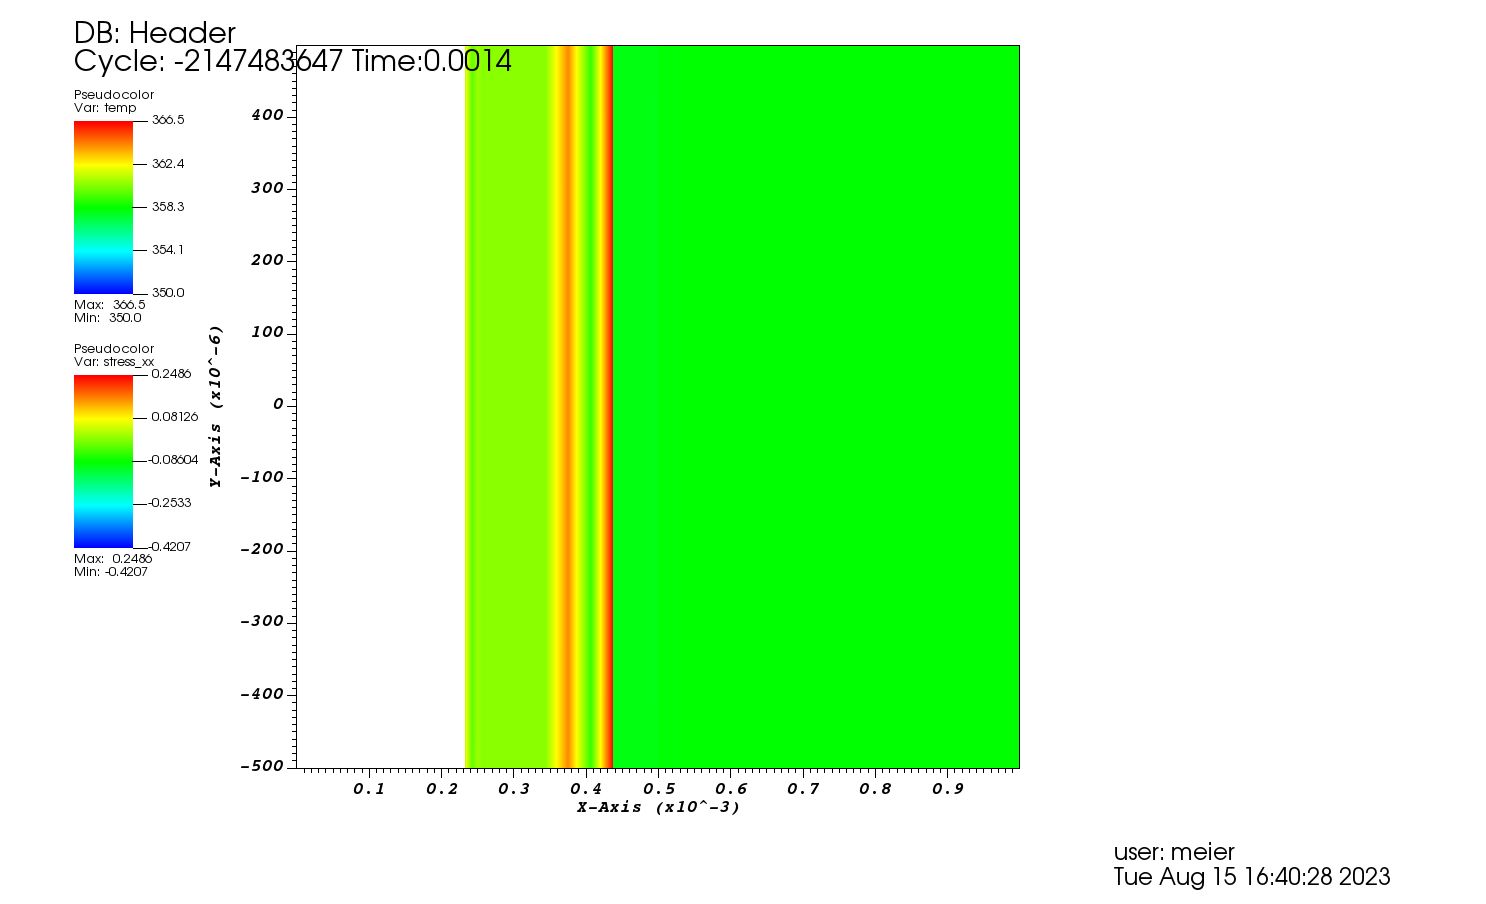 DB: Header
Cycle: -2147483647 Time:0.0014
Pseudocolor
Var: temp
366.5
362.4
358.3
354.1
350.0
Max: 366.5
Min: 350.0
Pseudocolor
Var: stress_xx
0.2486
0.08126
-0.08604
-0.2533
-0.4207
Max: 0.2486
Min: -0.4207
Y-Axis (x10^-6)
400
300
200
100
0
-100
-200
-300
-400
-500
0.1 0.2 0.3 0.4 0.5 0.6 0.7 0.8 0.9
X-Axis (x10^-3)
user: meier
Tue Aug 15 16:40:28 2023